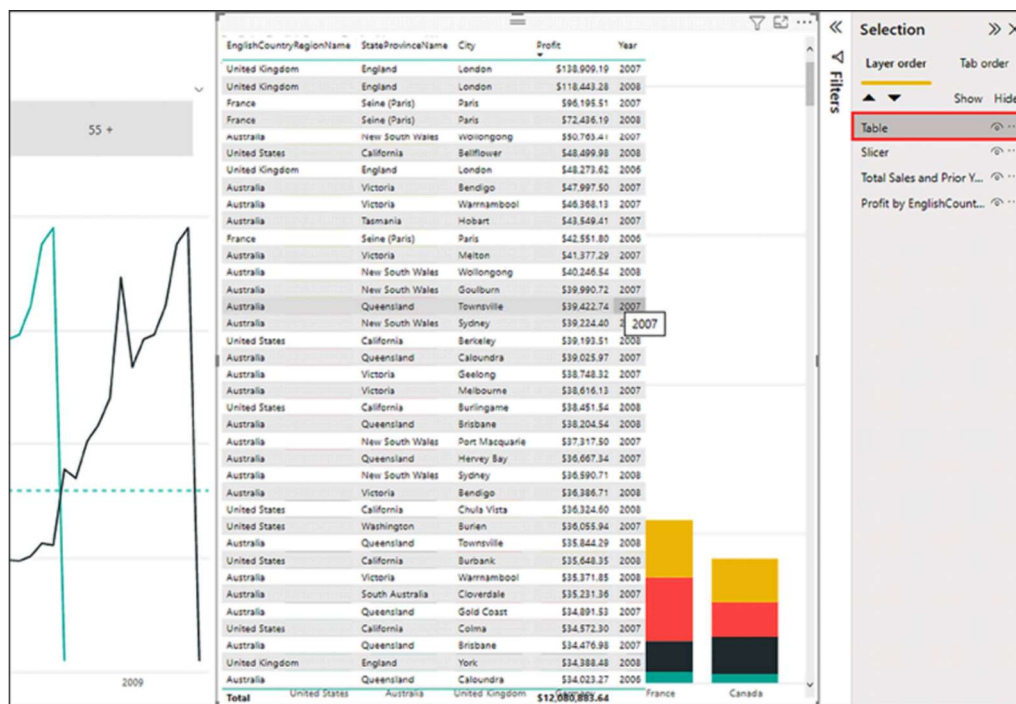 Selection
Layer order Tab order
Show Hide
Filters
Table
Slicer
Total Sales and Prior Y...
Profit by EnglishCount...
55 +
2009
EnglishCountryRegionName StateProvinceName City Profit Year
United Kingdom England London $138,909.19 2007
United Kingdom England London $118,443.28 2008
France Seine (Paris) Paris $96,195.51 2007
France Seine (Paris) Paris $72,436.19 2008
Australia New South Wales Wollongong $50,763.41 2007
United States California Bellflower $48,499.98 2008
United Kingdom England London $48,273.62 2006
Australia Victoria Bendigo $47,997.50 2007
Australia Victoria Warrnambool $46,368.13 2007
Australia Tasmania Hobart $43,549.41 2007
France Seine (Paris) Paris $42,551.80 2006
Australia Victoria Melton $41,377.29 2007
Australia New South Wales Wollongong $40,246.54 2008
Australia New South Wales Goulburn $39,990.72 2007
Australia Queensland Townsville $39,422.74 2007
Australia New South Wales Sydney $39,224.40
2007
United States California Berkeley $39,193.51 2008
Australia Queensland Caloundra $39,025.97 2007
Australia Victoria Geelong $38,748.32 2007
Australia Victoria Melbourne $38,616.13 2007
United States California Burlingame $38,451.54 2008
Australia Queensland Brisbane $38,204.54 2008
Australia New South Wales Port Macquarie $37,317.50 2007
Australia Queensland Hervey Bay $36,667.34 2007
Australia New South Wales Sydney $36,590.71 2008
Australia Victoria Bendigo $36,386.71 2008
United States California Chula Vista $36,324.60 2008
United States Washington Burien $36,055.94 2007
Australia Queensland Townsville $35,844.29 2008
United States California Burbank $35,648.35 2008
Australia Victoria Warrnambool $35,371.85 2008
Australia South Australia Cloverdale $35,231.36 2007
Australia Queensland Gold Coast $34,891.53 2007
United States California Colma $34,572.30 2007
Australia Queensland Brisbane $34,476.98 2007
United Kingdom England York $34,388.48 2008
Australia Queensland Caloundra $34,023.27 2006
Total $12,080,883.64
United States Australia United Kingdom France Canada